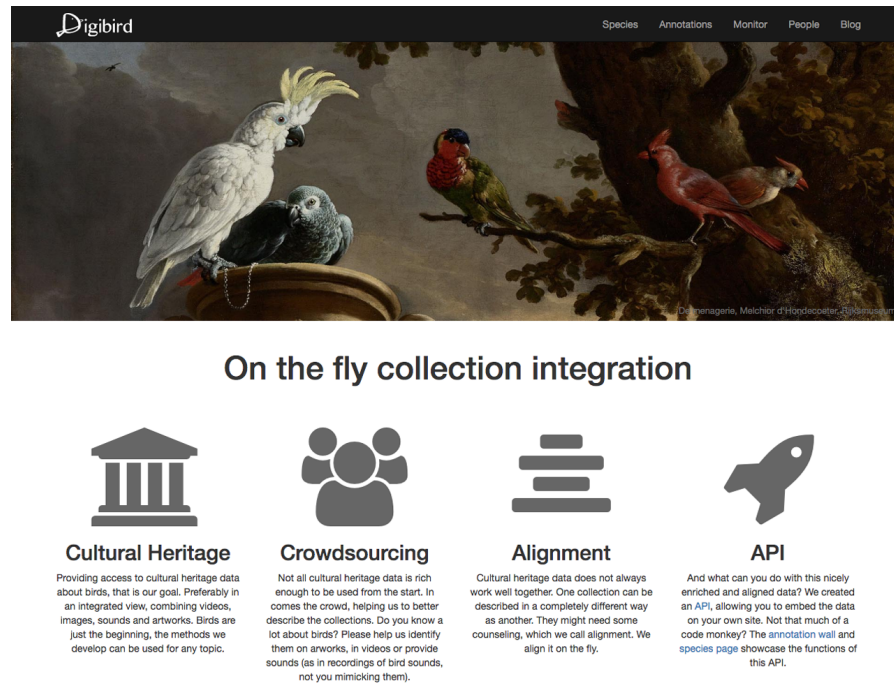 Digibird
Species Annotations Monitor People Blog
De menagerie, Melchior d'Hondecoeter, Rijksmuseum
On the fly collection integration
Cultural Heritage
Providing access to cultural heritage data
about birds, that is our goal. Preferably in
an integrated view, combining videos,
images, sounds and artworks. Birds are
just the beginning, the methods we
develop can be used for any topic.
Crowdsourcing
Not all cultural heritage data is rich
enough to be used from the start. In
comes the crowd, helping us to better
describe the collections. Do you know a
lot about birds? Please help us identify
them on arworks, in videos or provide
sounds (as in recordings of bird sounds,
not you mimicking them).
Alignment
Cultural heritage data does not always
work well together. One collection can be
described in a completely different way
as another. They might need some
counseling, which we call alignment. We
align it on the fly.
API
And what can you do with this nicely
enriched and aligned data? We created
an API, allowing you to embed the data
on your own site. Not that much of a
code monkey? The annotation wall and
species page showcase the functions of
this API.